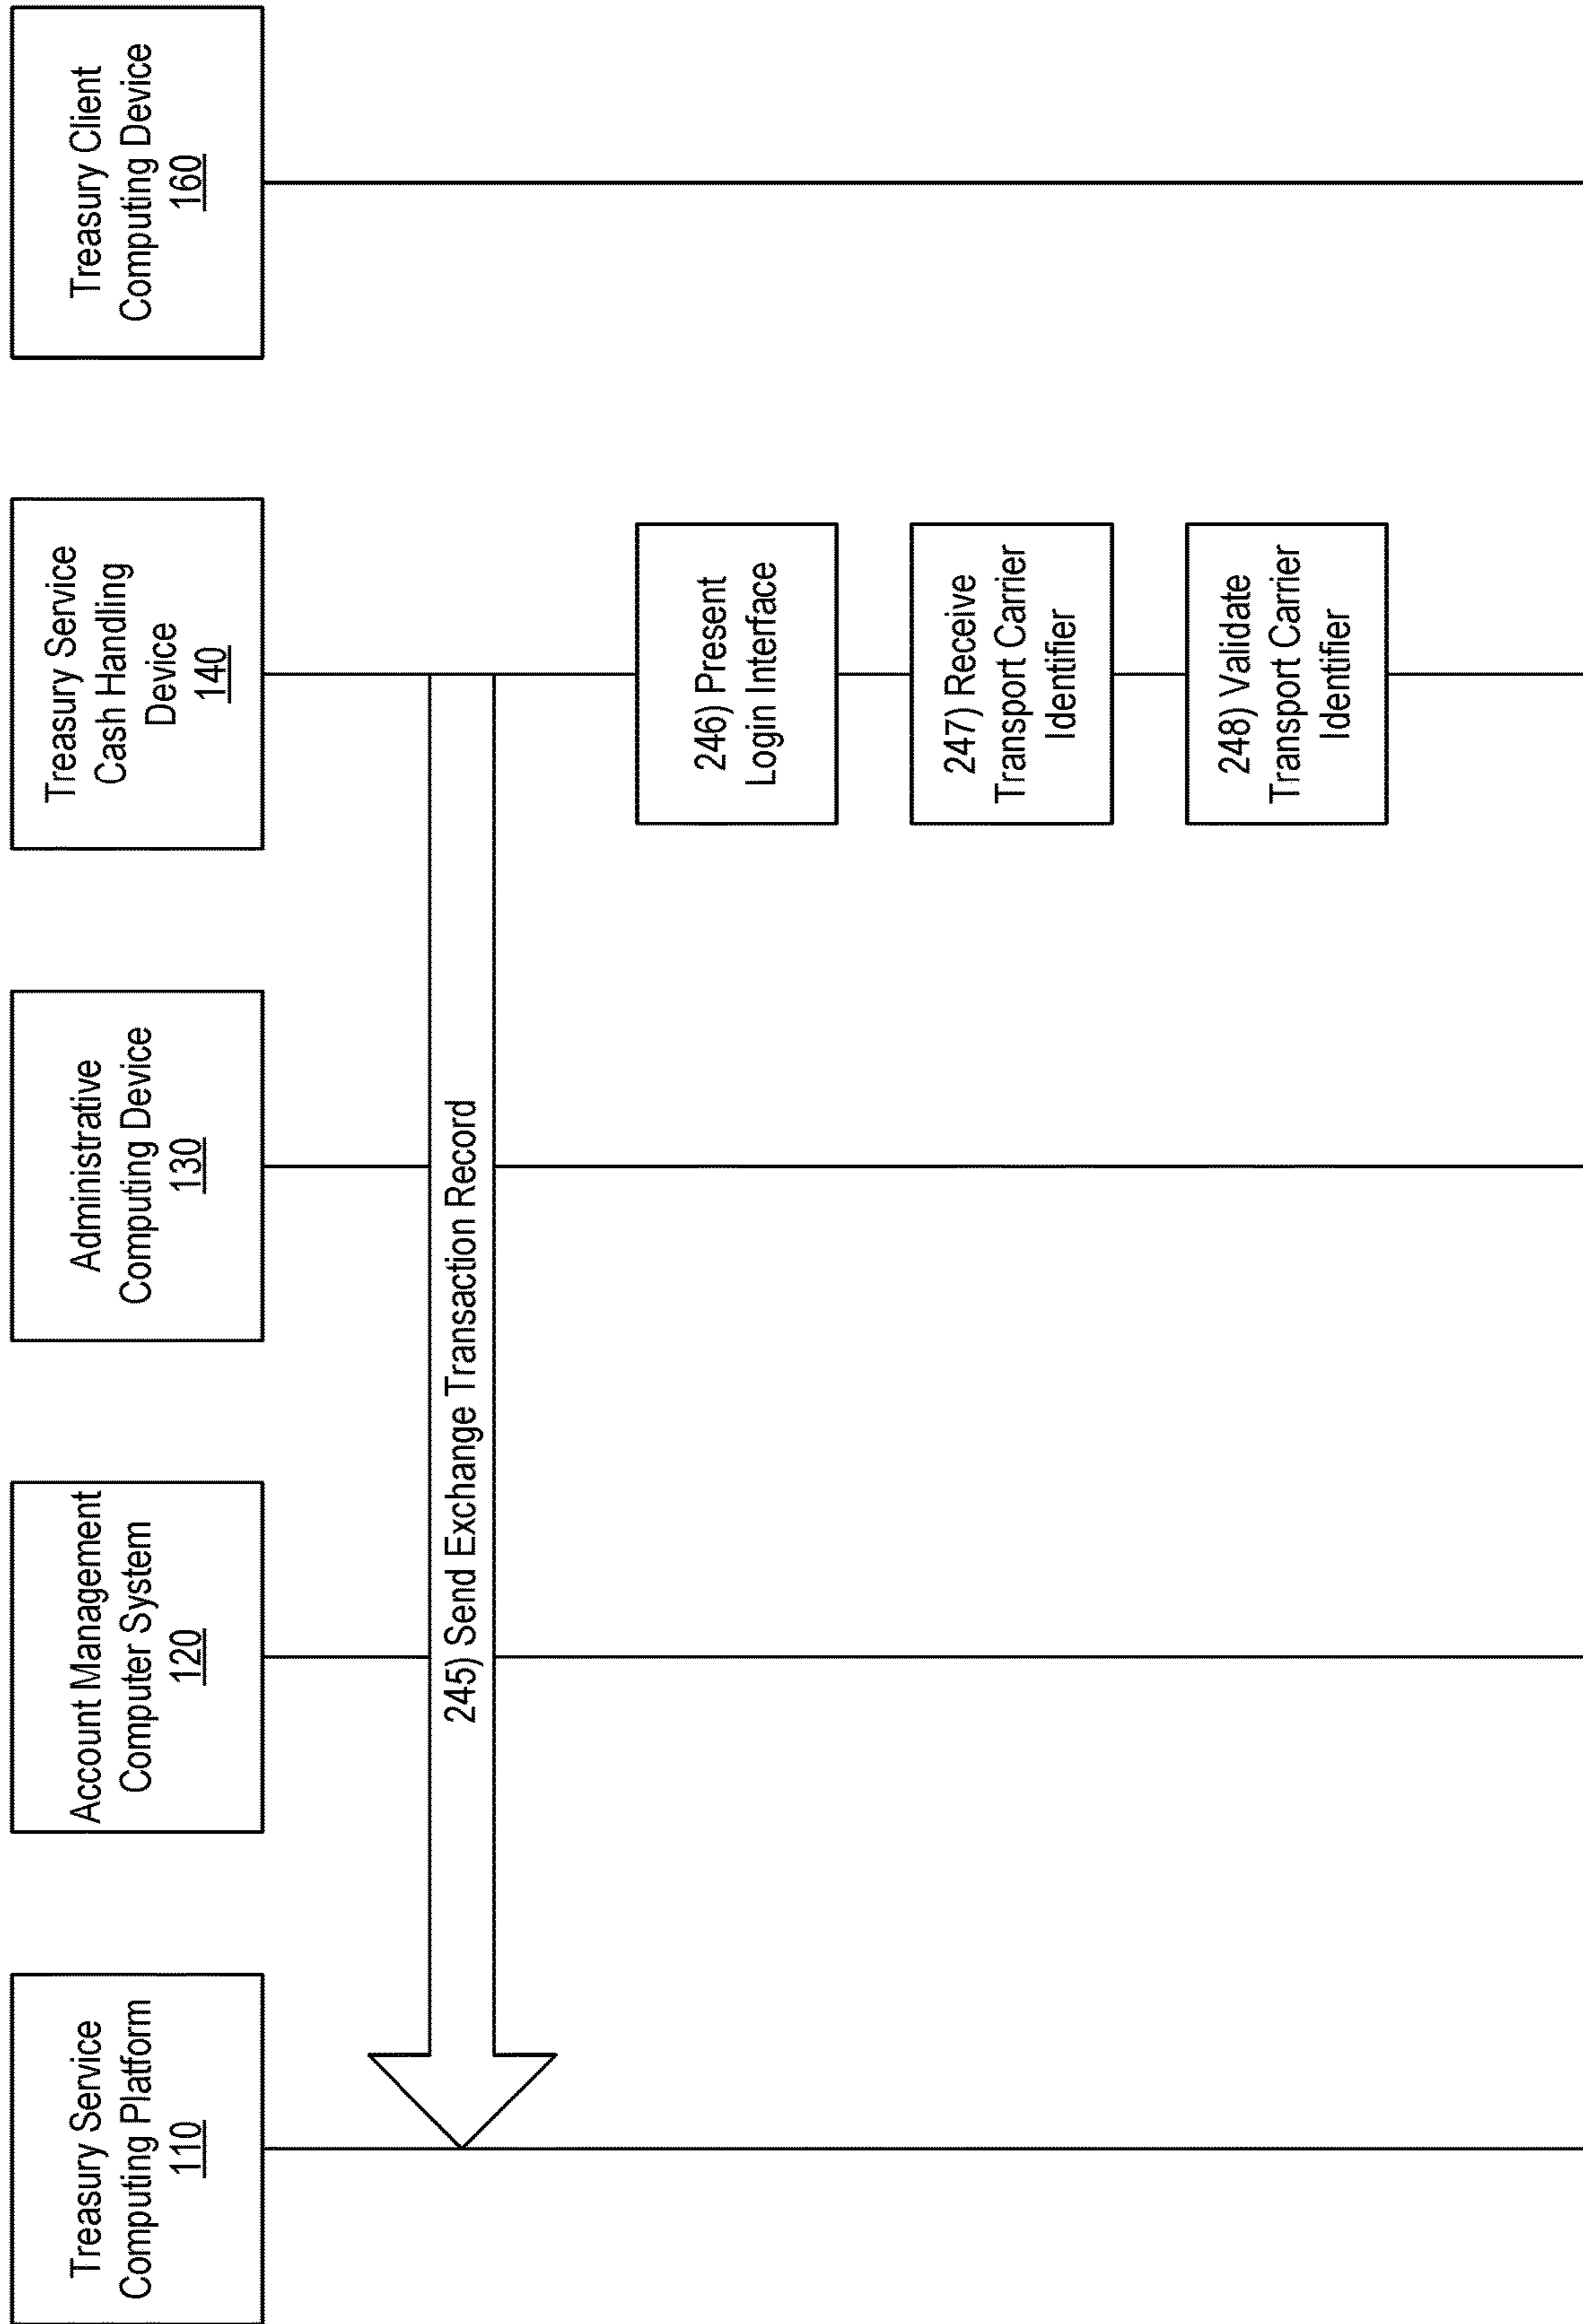 Treasury Service
Computing Platform
110
Account Management
Computer System
120
Administrative
Computing Device
130
Treasury Service
Cash Handling
Device
140
Treasury Client
Computing Device
160
245) Send Exchange Transaction Record
246) Present
Login Interface
247) Receive
Transport Carrier
Identifier
248) Validate
Transport Carrier
Identifier